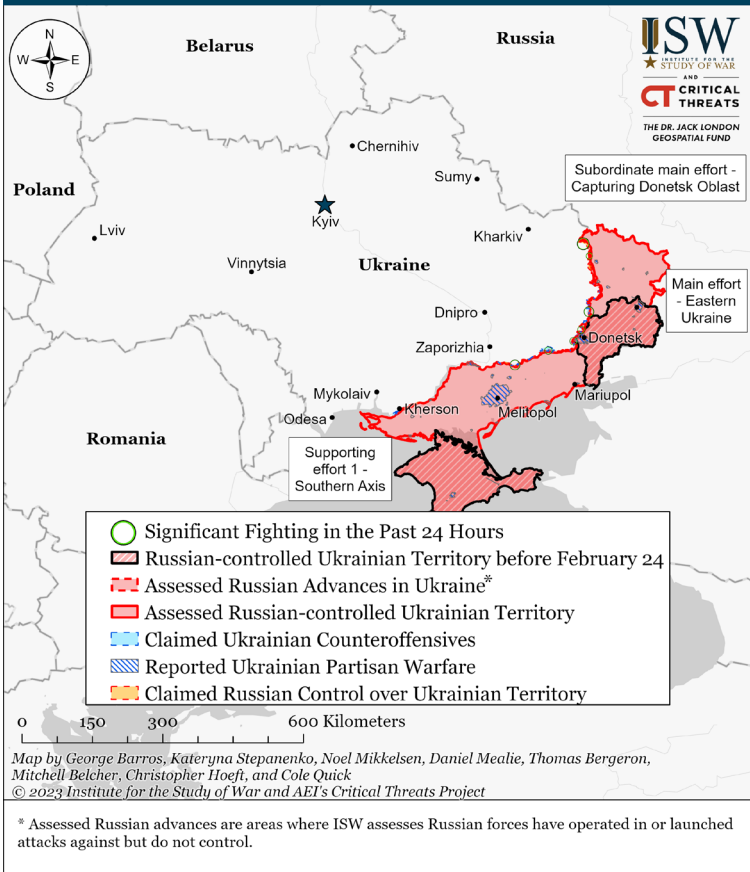 N
W E
S
Belarus
Russia
ISW
INSTITUTE FOR THE
STUDY OF WAR
AND
CT CRITICAL
THREATS
THE DR. JACK LONDON
GEOSPATIAL FUND
Chernihiv
Subordinate main effort -
Capturing Donetsk Oblast
Sumy
Poland
Kyiv
Lviv
Kharkiv
Vinnytsia
Ukraine
Main effort
- Eastern
Ukraine
Dnipro
Donetsk
Zaporizhia
Mykolaiv
Mariupol
Kherson
Melitopol
Odesa
Romania
Supporting
effort 1 -
Southern Axis
Significant Fighting in the Past 24 Hours
Russian-controlled Ukrainian Territory before February 24
Assessed Russian Advances in Ukraine*
Assessed Russian-controlled Ukrainian Territory
Claimed Ukrainian Counteroffensives
Reported Ukrainian Partisan Warfare
Claimed Russian Control over Ukrainian Territory
0 150 300 600 Kilometers
Map by George Barros, Kateryna Stepanenko, Noel Mikkelsen, Daniel Mealie, Thomas Bergeron,
Mitchell Belcher, Christopher Hoeft, and Cole Quick
© 2023 Institute for the Study of War and AEI's Critical Threats Project
* Assessed Russian advances are areas where ISW assesses Russian forces have operated in or launched
attacks against but do not control.